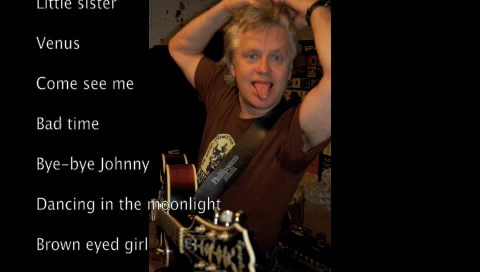 Little sister
Venus
Come see me
Bad time
Bye-bye Johnny
Dancing in the moonlight
Brown eyed girl